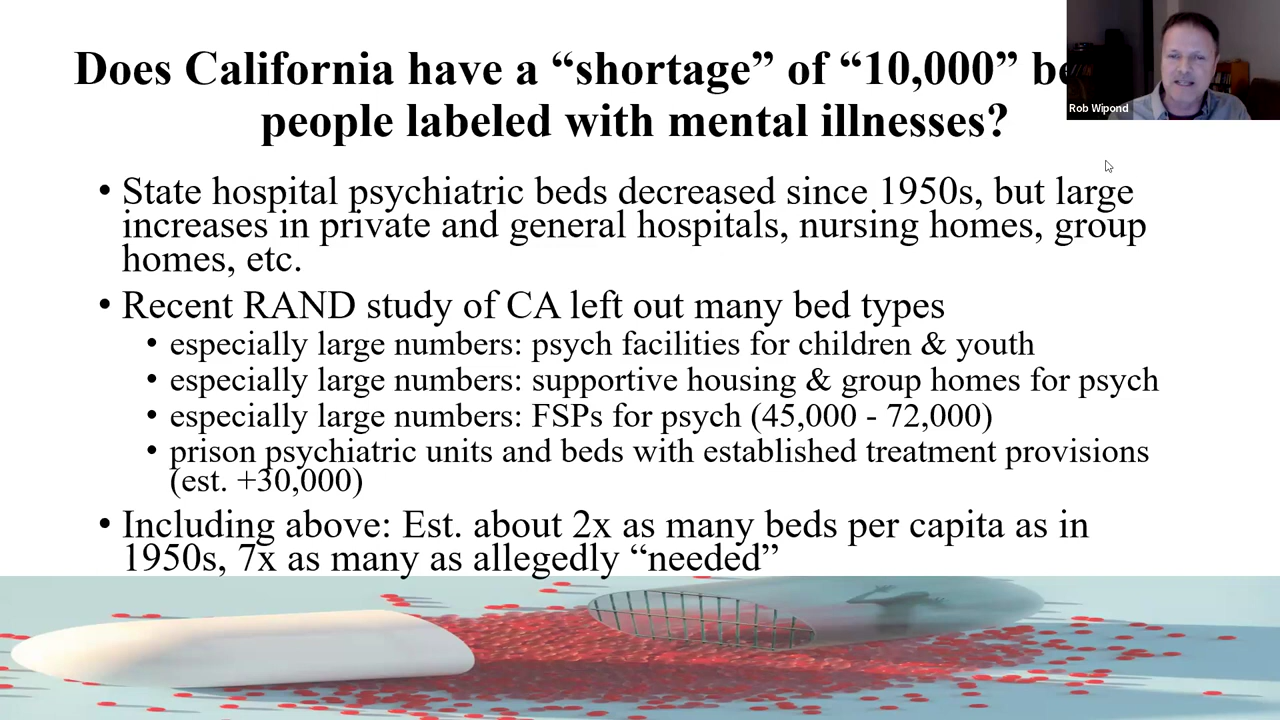 Does California have a “shortage” of “10,000”
people labeled with mental illnesses?
Rob Wipond
• State hospital psychiatric beds decreased since 1950s, but large
increases in private and general hospitals, nursing homes, group
homes, etc.
• Recent RAND study of CA left out many bed types
• especially large numbers: psych facilities for children & youth
• especially large numbers: supportive housing & group homes for psych
• especially large numbers: FSPs for psych (45,000 - 72,000)
• prison psychiatric units and beds with established treatment provisions
(est. +30,000)
• Including above: Est. about 2x as many beds per capita as in
1950s, 7x as many as allegedly “needed”